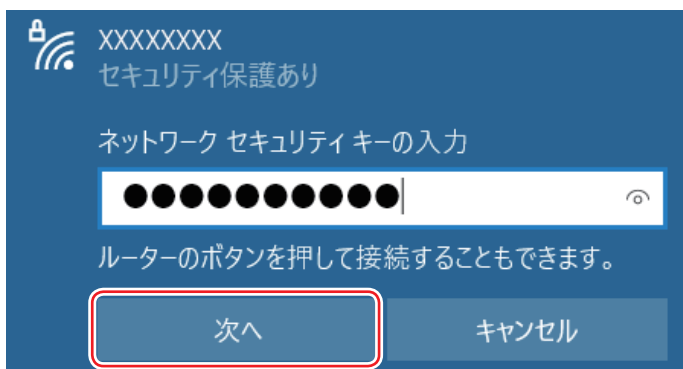 XXXXXXXX
セキュリティ保護あり
ネットワーク セキュリティ キーの入力
●●●●●●●●●●
ルーターのボタンを押して接続することもできます。
次へ
キャンセル